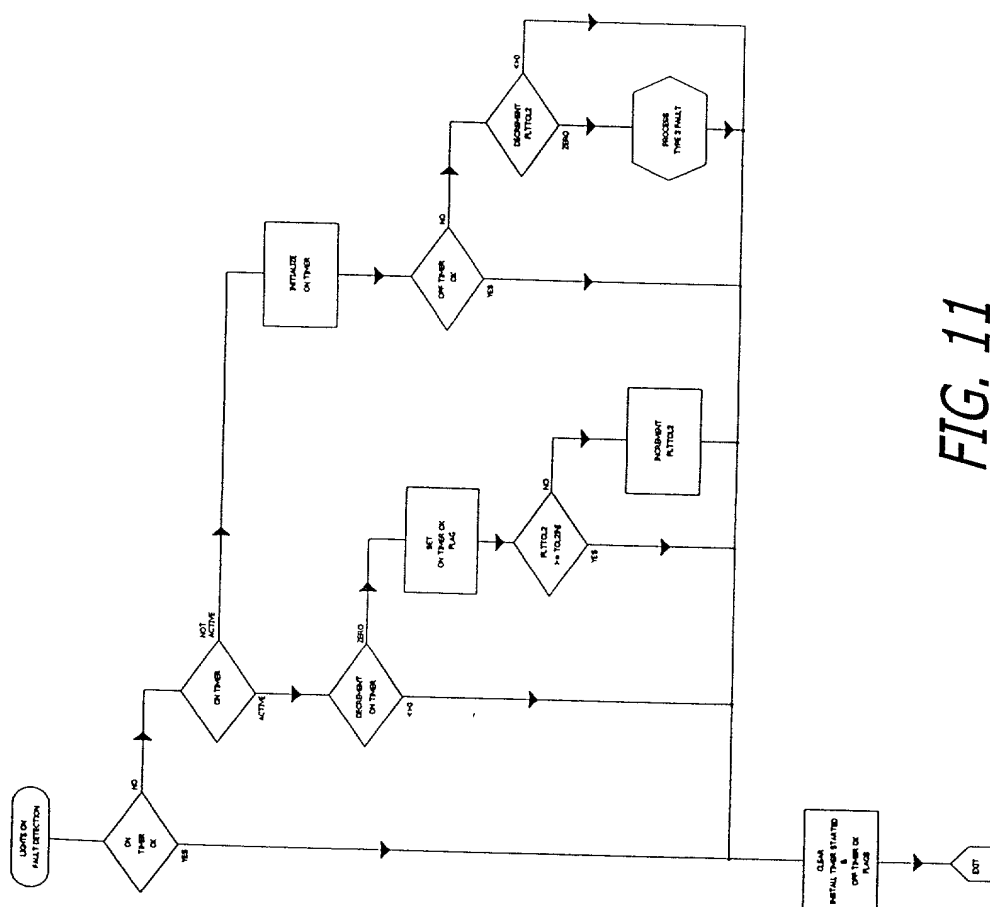 LIGHTS ON
FAULT DETECTION
ON
TIMER
OK
NO
YES
ON TIMER
NOT
ACTIVE
ACTIVE
DECREMENT
ON TIMER
ZERO
<>0
SET
ON TIMER OK
FLAG
FLTTOL2
>= TOL2INI
NO
YES
INCREMENT
FLTTOL2
INITIALIZE
ON TIMER
OFF TIMER
OK
NO
YES
DECREMENT
FLTTOL2
<>0
ZERO
PROCESS
TYPE 2 FAULT
CLEAR
INSTALL TIMER STARTED
&
OFF TIMER OK
FLAGS
EXIT
FIG. 11